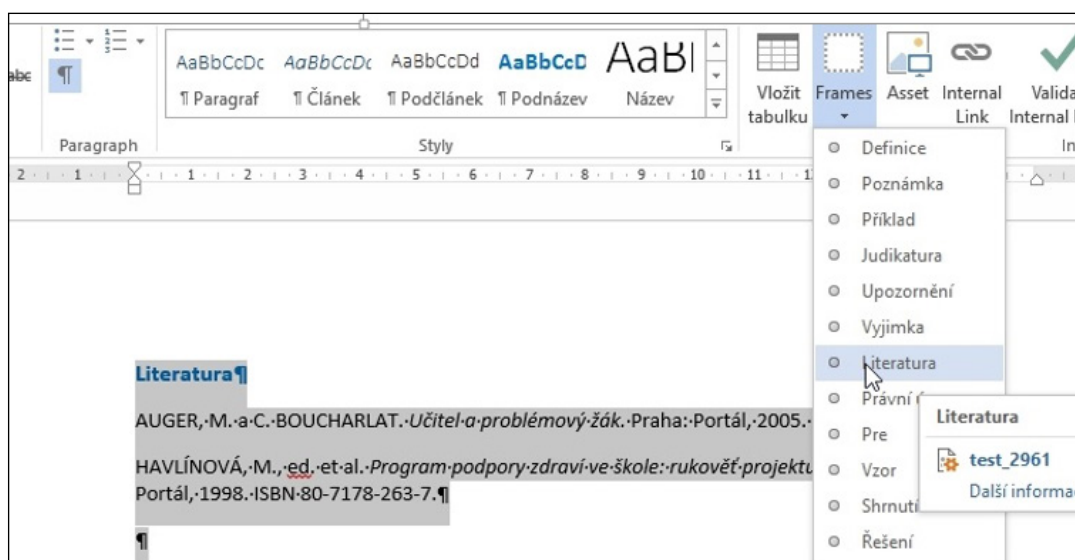 abc
¶
AaBbCcDc AaBbCcDc AaBbCcDd AaBbCcD AaBl
¶ Paragraf ¶ Článek ¶ Podčlánek ¶ Podnázev Název
Vložit tabulku
Frames
Asset
Internal Link
Valida
Internal
Paragraph
Styly
In
2 1 1 2 3 4 5 6 7 8 9 10 11 1
Definice
Poznámka
Příklad
Judikatura
Upozornění
Vyjimka
Literatura
Právní
Pre
Vzor
Shrnutí
Řešení
Literatura
test_2961
Další informa
Literatura¶
AUGER,·M.·a·C.·BOUCHARLAT.·Učitel·a·problémový·žák.·Praha:·Portál,·2005.·
HAVLÍNOVÁ,·M.,·ed.·et·al.·Program·podpory·zdraví·ve·škole:·rukověť·projektu
Portál,·1998.·ISBN·80-7178-263-7.¶
¶